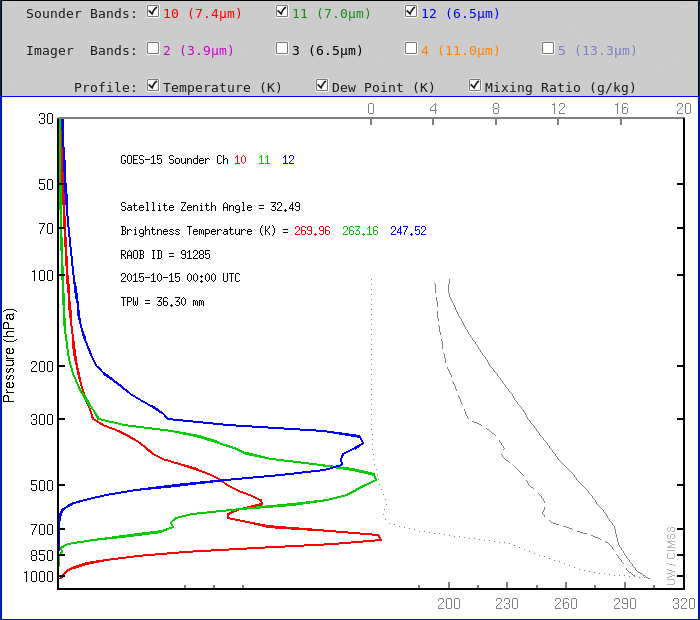 Sounder Bands: 10 (7.4μm) 11 (7.0μm) 12 (6.5μm)
Imager Bands: 2 (3.9μm) 3 (6.5μm) 4 (11.0μm) 5 (13.3μm)
Profile: Temperature (K) Dew Point (K) Mixing Ratio (g/kg)
0 4 8 12 16 20
30
50
70
100
200
300
500
700
850
1000
Pressure (hPa)
GOES-15 Sounder Ch 10 11 12
Satellite Zenith Angle = 32.49
Brightness Temperature (K) = 269.96 263.16 247.52
RAOB ID = 91285
2015-10-15 00:00 UTC
TPW = 36.30 mm
UW / CIMSS
200 230 260 290 320